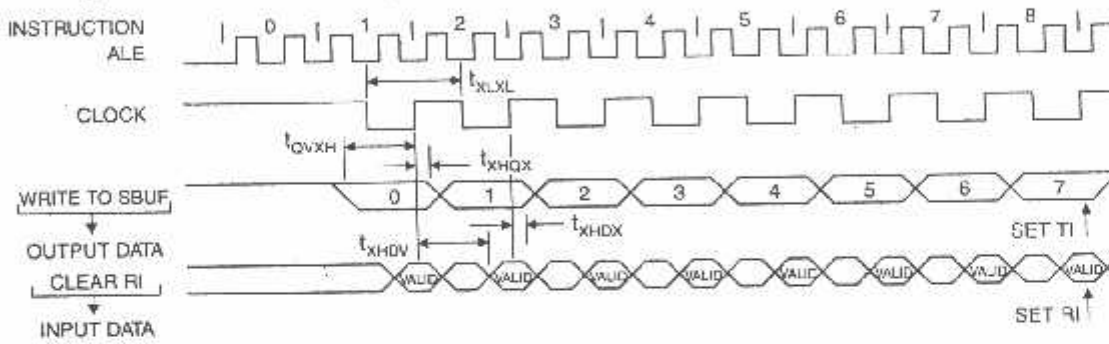 INSTRUCTION
0 1 2 3 4 5 6 7 8
ALE
tXLXL
CLOCK
tQVXH
tXHQX
WRITE TO SBUF
0 1 2 3 4 5 6 7
tXHDX
SET TI
OUTPUT DATA
tXHDV
CLEAR RI
VALID VALID VALID VALID VALID VALID VALID VALID
SET RI
INPUT DATA